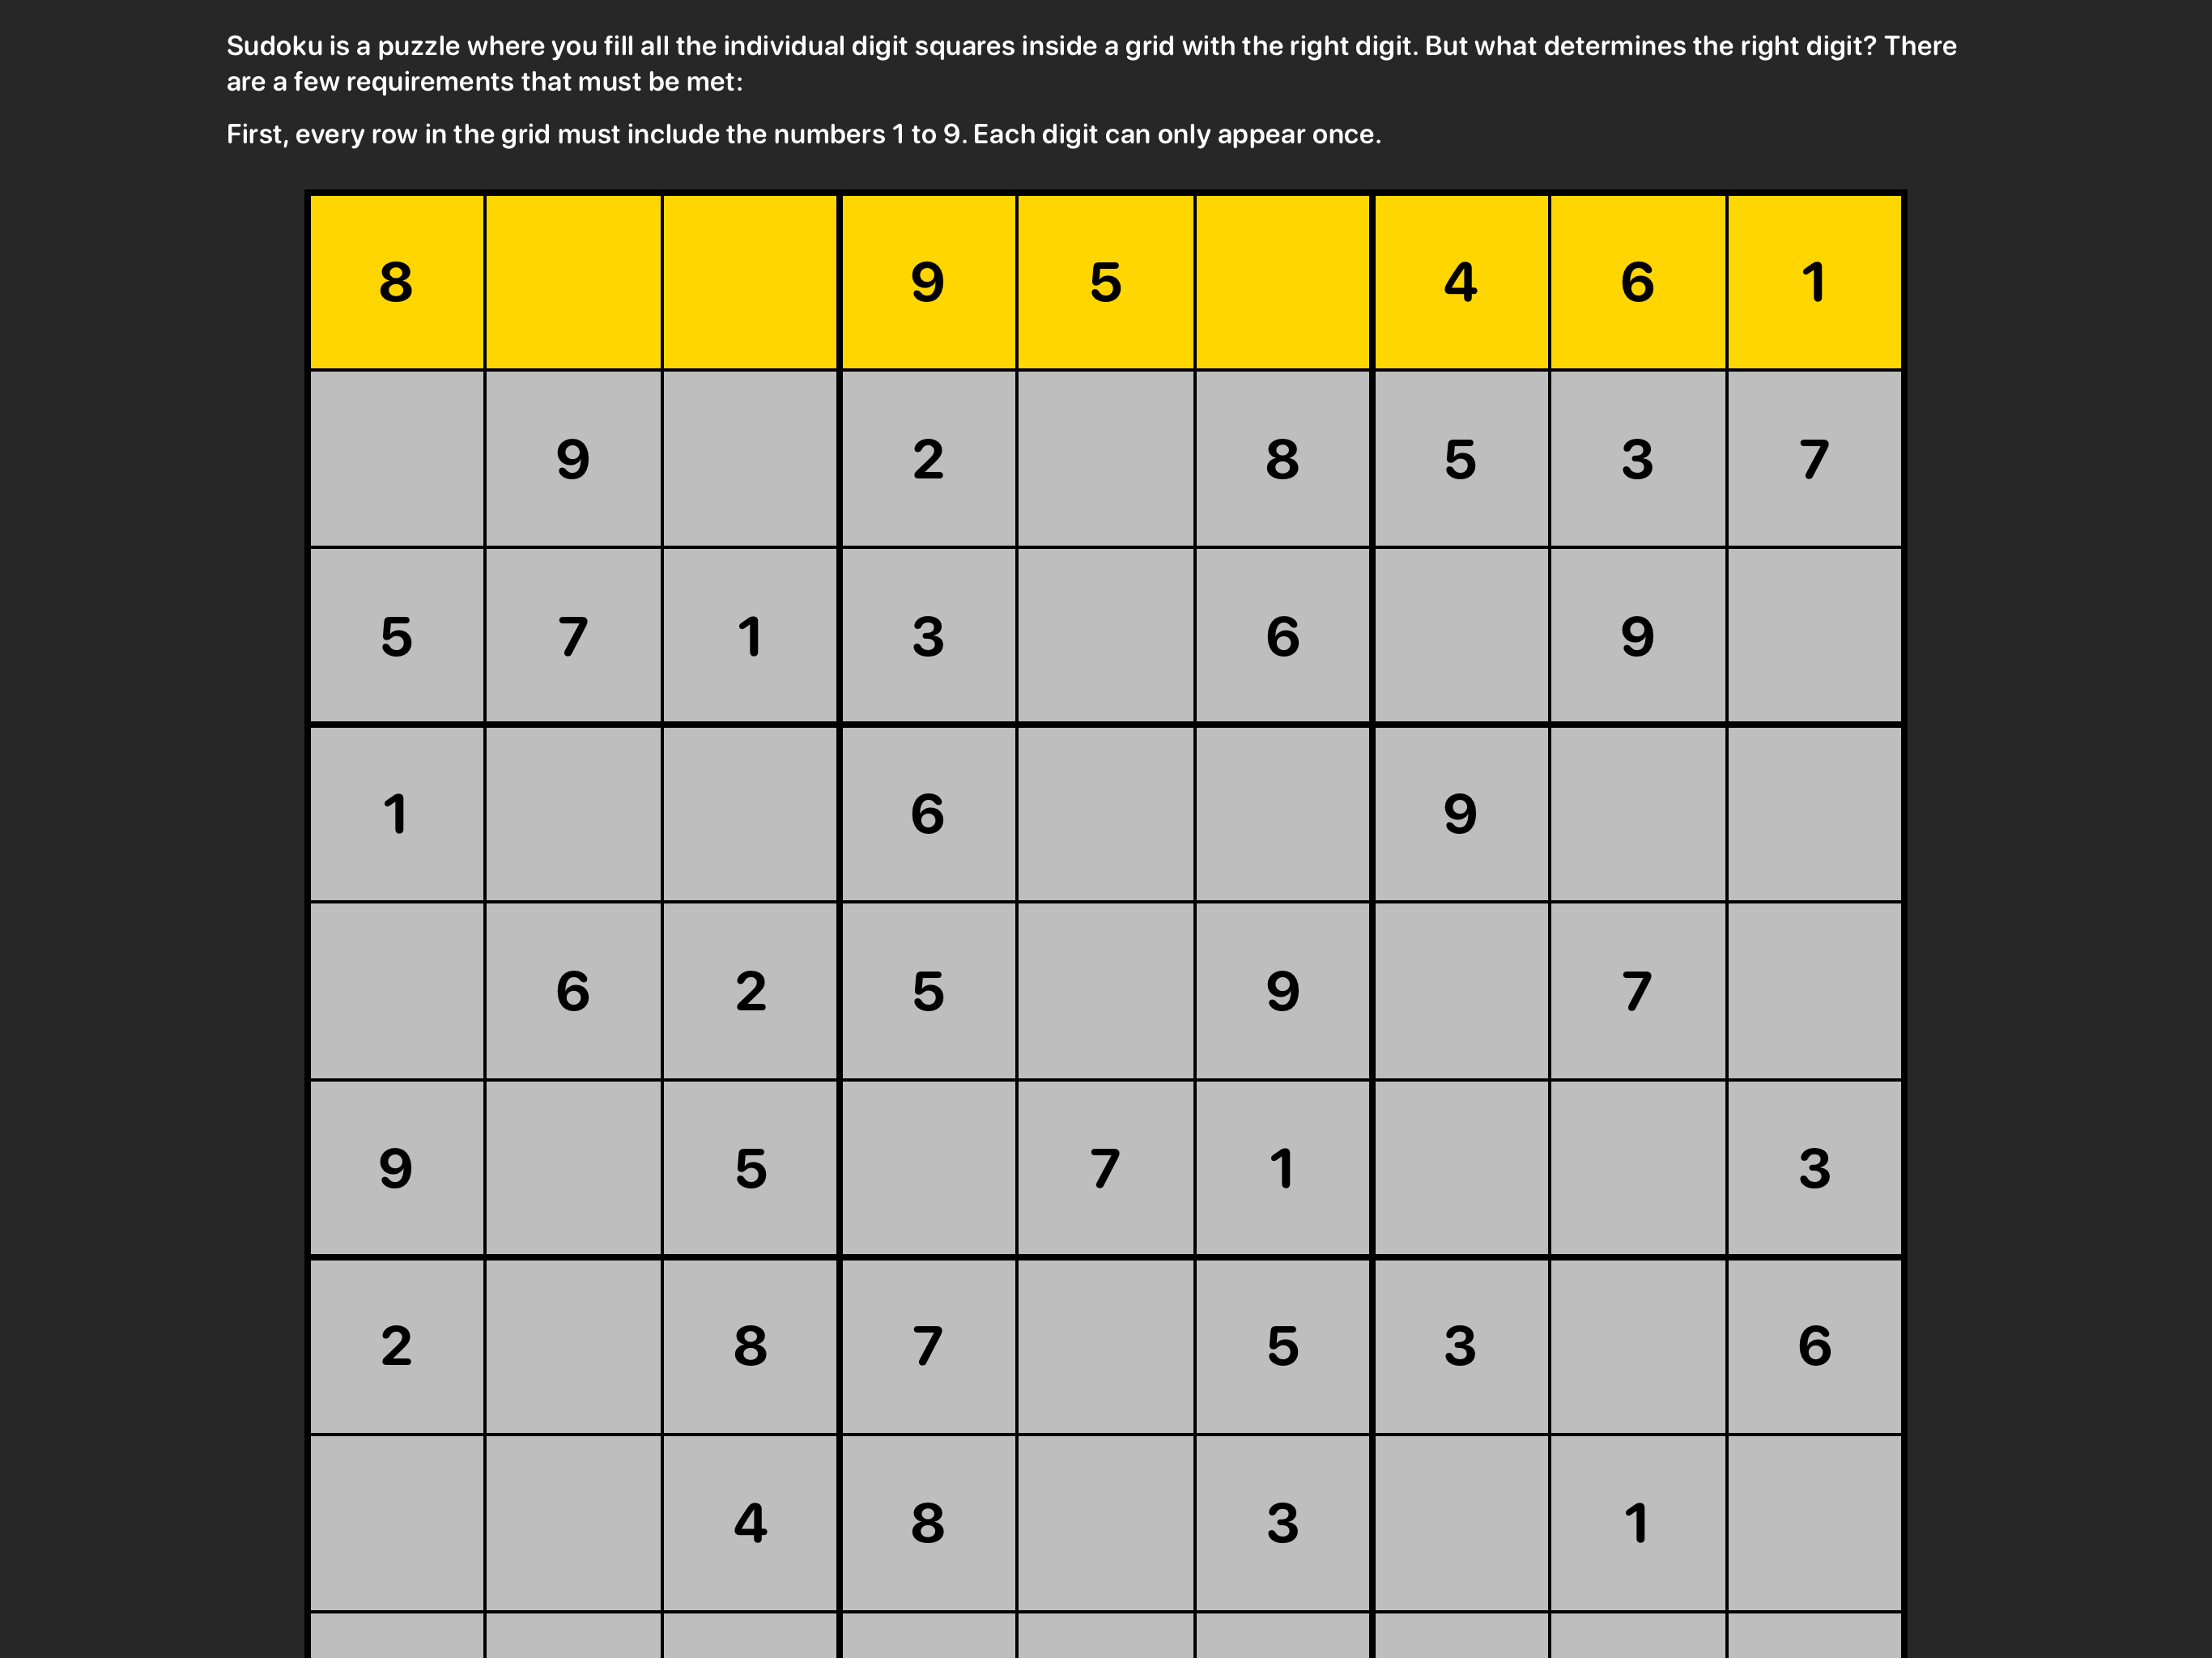 Sudoku is a puzzle where you fill all the individual digit squares inside a grid with the right digit. But what determines the right digit? There
are a few requirements that must be met:
First, every row in the grid must include the numbers 1 to 9. Each digit can only appear once.
8 9 5 4 6 1
9 2 8 5 3 7
5 7 1 3 6 9
1 6 9
6 2 5 9 7
9 5 7 1 3
2 8 7 5 3 6
4 8 3 1